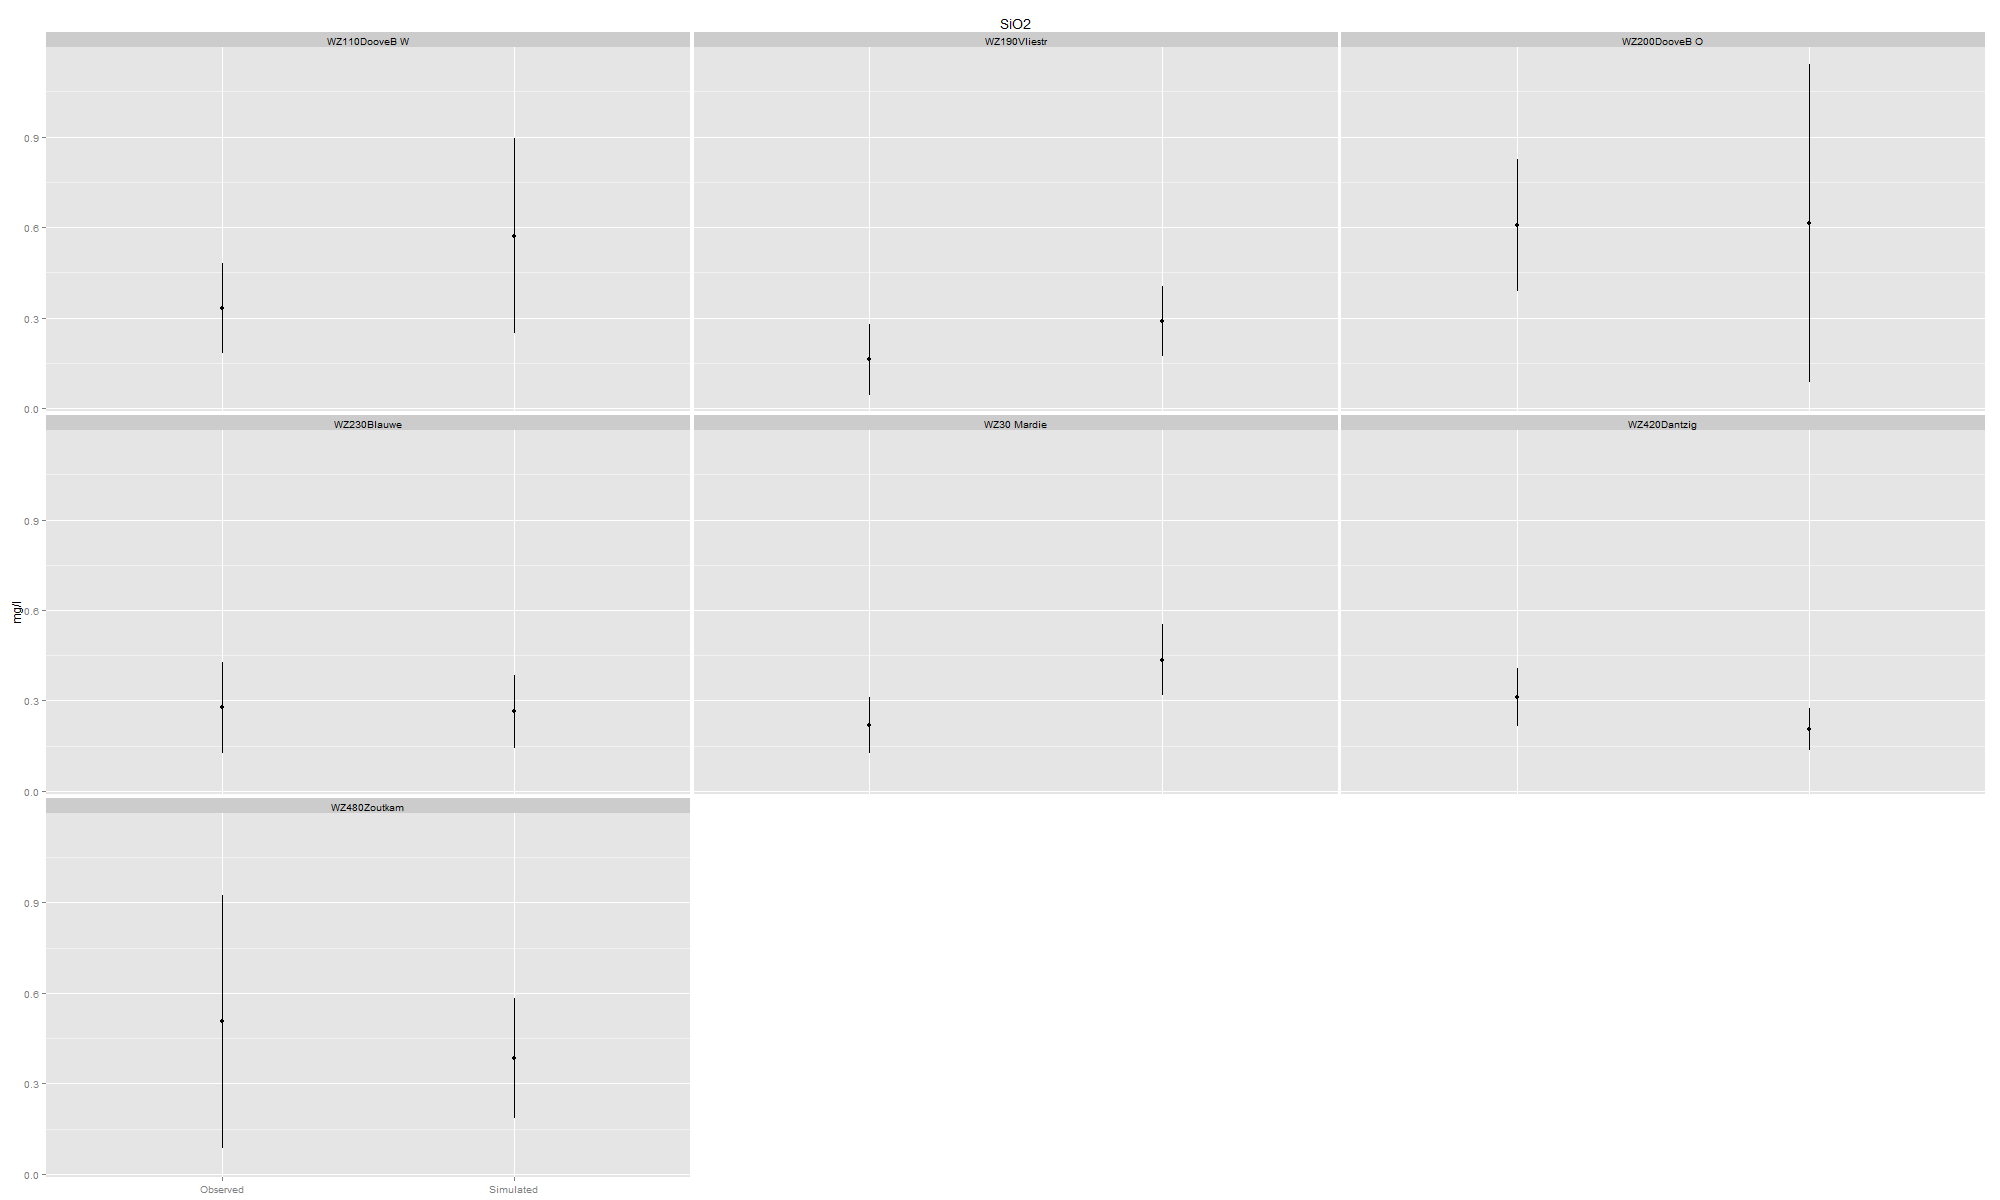 SiO2
WZ110DooveB W
WZ190Vliestr
WZ200DooveB O
0.9
0.6
0.3
0.0
WZ230Blauwe
WZ30 Mardie
WZ420Dantzig
0.9
0.6
0.3
0.0
mg/l
WZ480Zoutkam
0.9
0.6
0.3
0.0
Observed
Simulated